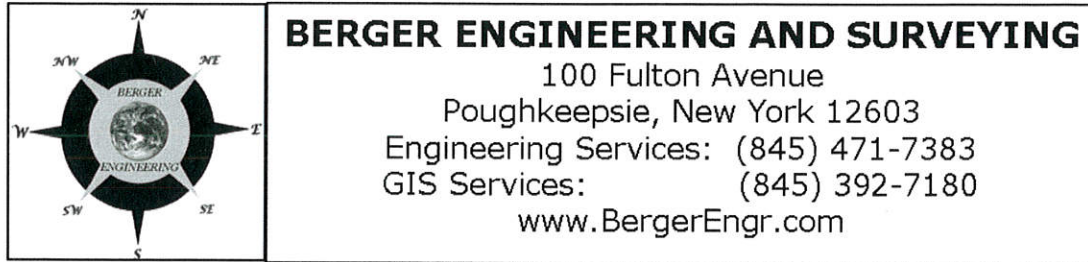 N
NW
NE
BERGER
W
E
ENGINEERING
SW
SE
S
BERGER ENGINEERING AND SURVEYING
100 Fulton Avenue
Poughkeepsie, New York 12603
Engineering Services: (845) 471-7383
GIS Services: (845) 392-7180
www.BergerEngr.com